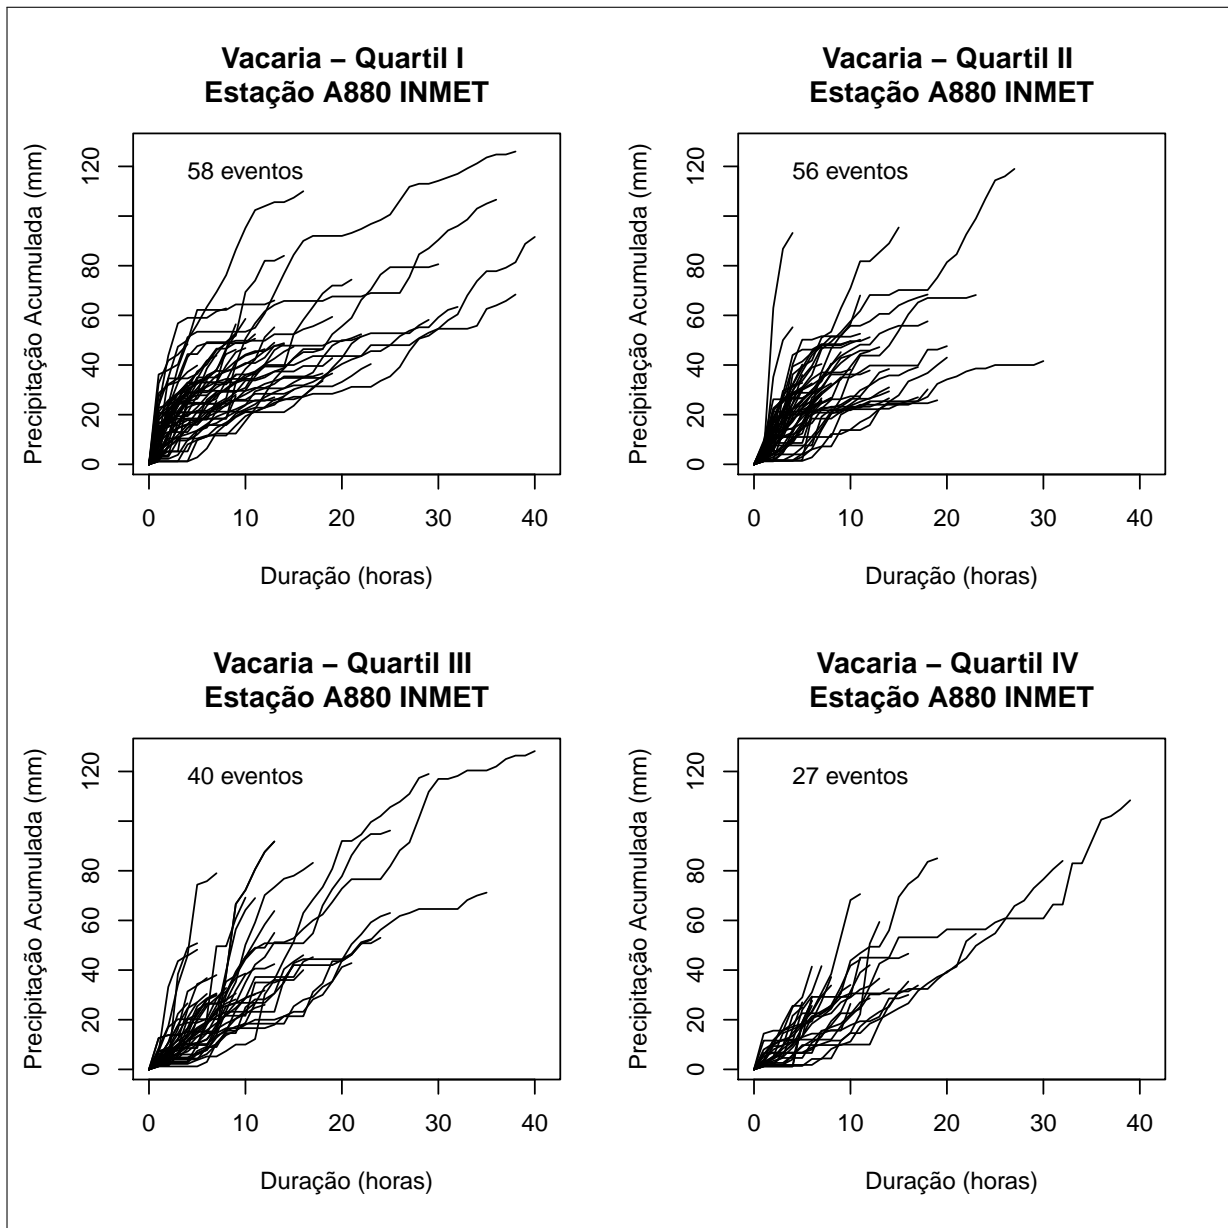 Vacaria – Quartil I
Estação A880 INMET
Precipitação Acumulada (mm)
120
80
60
40
20
0
58 eventos
0 10 20 30 40
Duração (horas)
Vacaria – Quartil II
Estação A880 INMET
Precipitação Acumulada (mm)
120
80
60
40
20
0
56 eventos
0 10 20 30 40
Duração (horas)
Vacaria – Quartil III
Estação A880 INMET
Precipitação Acumulada (mm)
120
80
60
40
20
0
40 eventos
0 10 20 30 40
Duração (horas)
Vacaria – Quartil IV
Estação A880 INMET
Precipitação Acumulada (mm)
120
80
60
40
20
0
27 eventos
0 10 20 30 40
Duração (horas)